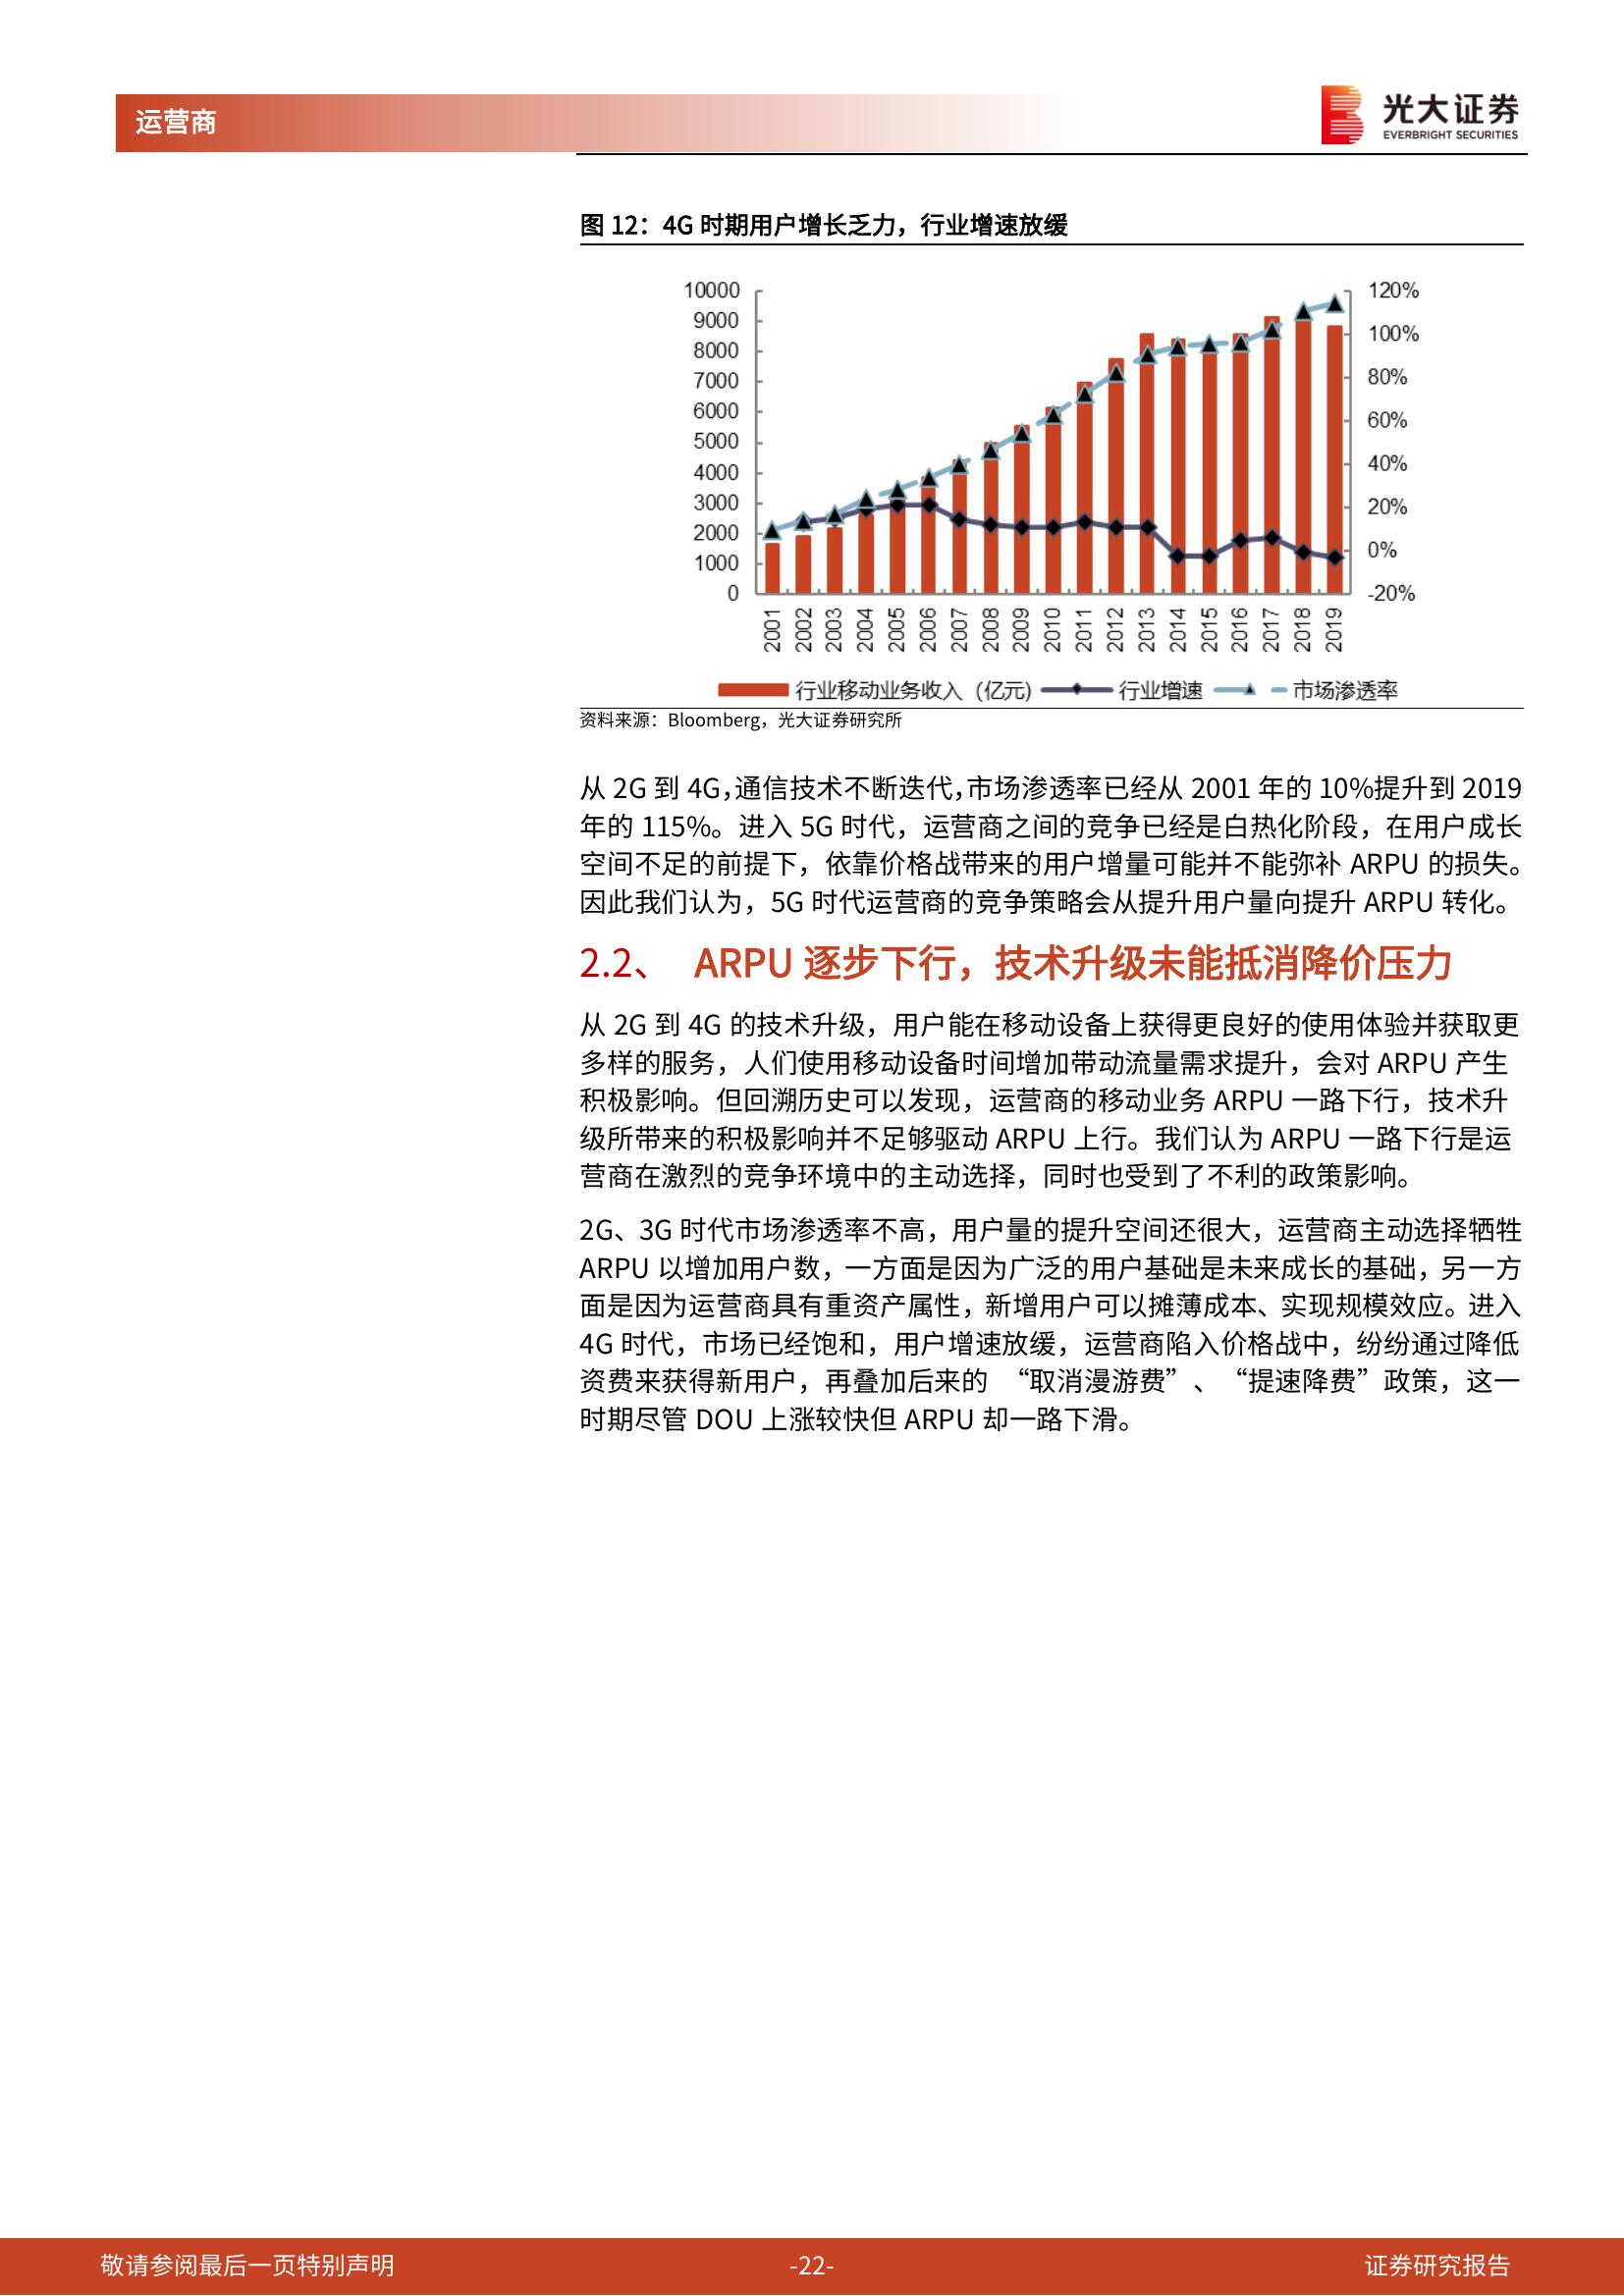 运营商
光大证券
EVERBRIGHT SECURITIES
图 12：4G 时期用户增长乏力，行业增速放缓
10000
9000
8000
7000
6000
5000
4000
3000
2000
1000
0
120%
100%
80%
60%
40%
20%
0%
-20%
2001
2002
2003
2004
2005
2006
2007
2008
2009
2010
2011
2012
2013
2014
2015
2016
2017
2018
2019
行业移动业务收入（亿元)
行业增速
市场渗透率
资料来源：Bloomberg，光大证券研究所
从 2G 到 4G，通信技术不断迭代，市场渗透率已经从 2001 年的 10%提升到 2019
年的 115%。进入 5G 时代，运营商之间的竞争已经是白热化阶段，在用户成长
空间不足的前提下，依靠价格战带来的用户增量可能并不能弥补 ARPU 的损失。
因此我们认为，5G 时代运营商的竞争策略会从提升用户量向提升 ARPU 转化。
2.2、 ARPU 逐步下行，技术升级未能抵消降价压力
从 2G 到 4G 的技术升级，用户能在移动设备上获得更良好的使用体验并获取更
多样的服务，人们使用移动设备时间增加带动流量需求提升，会对 ARPU 产生
积极影响。但回溯历史可以发现，运营商的移动业务 ARPU 一路下行，技术升
级所带来的积极影响并不足够驱动 ARPU 上行。我们认为 ARPU 一路下行是运
营商在激烈的竞争环境中的主动选择，同时也受到了不利的政策影响。
2G、3G 时代市场渗透率不高，用户量的提升空间还很大，运营商主动选择牺牲
ARPU 以增加用户数，一方面是因为广泛的用户基础是未来成长的基础，另一方
面是因为运营商具有重资产属性，新增用户可以摊薄成本、实现规模效应。进入
4G 时代，市场已经饱和，用户增速放缓，运营商陷入价格战中，纷纷通过降低
资费来获得新用户，再叠加后来的 “取消漫游费”、“提速降费”政策，这一
时期尽管 DOU 上涨较快但 ARPU 却一路下滑。
敬请参阅最后一页特别声明
-22-
证券研究报告